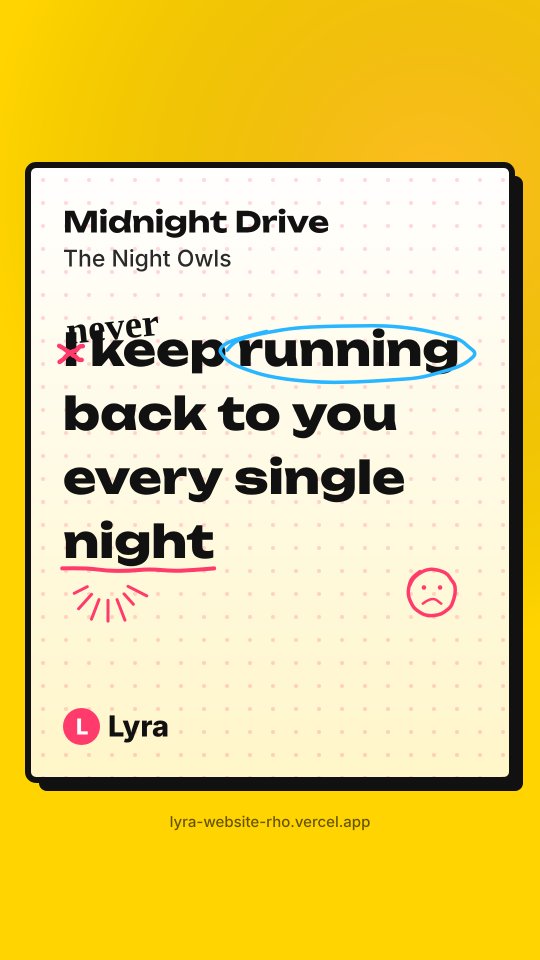 Midnight Drive
The Night Owls
never
I keep running
back to you
every single
night
L Lyra
lyra-website-rho.vercel.app